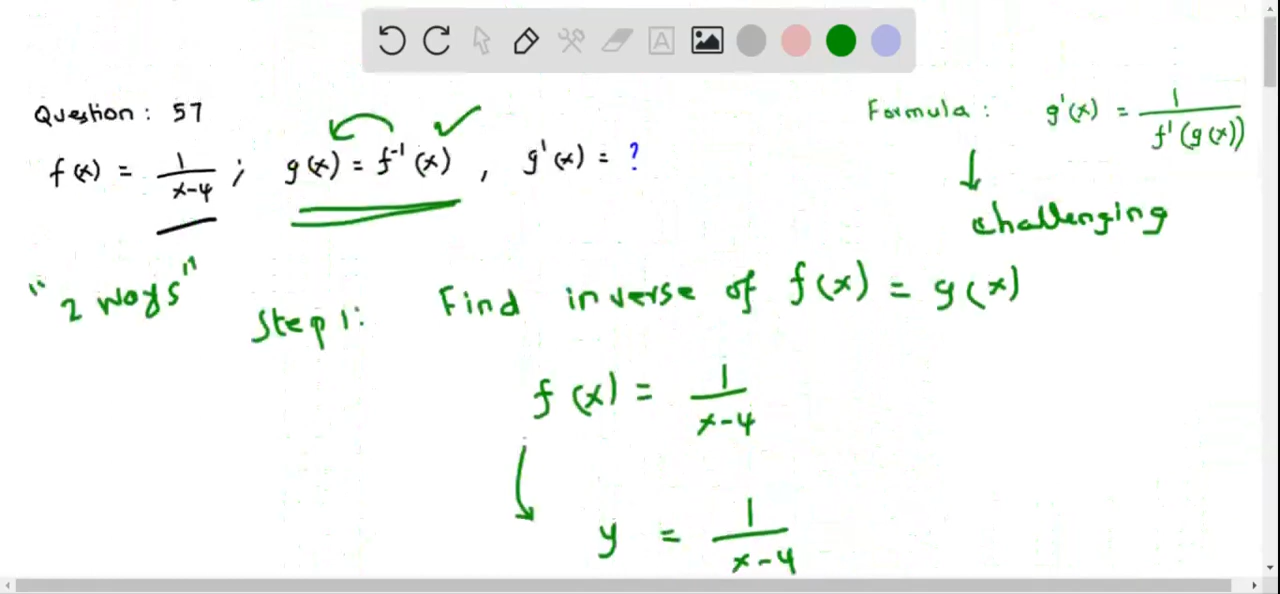 Question: 57
f(x) = 1/(x-4) ; g(x) = f⁻¹(x) , g'(x) = ?
Formula: g'(x) = 1/(f'(g(x)))
challenging
"2 ways"
Step 1: Find inverse of f(x) = g(x)
f(x) = 1/(x-4)
y = 1/(x-4)
A